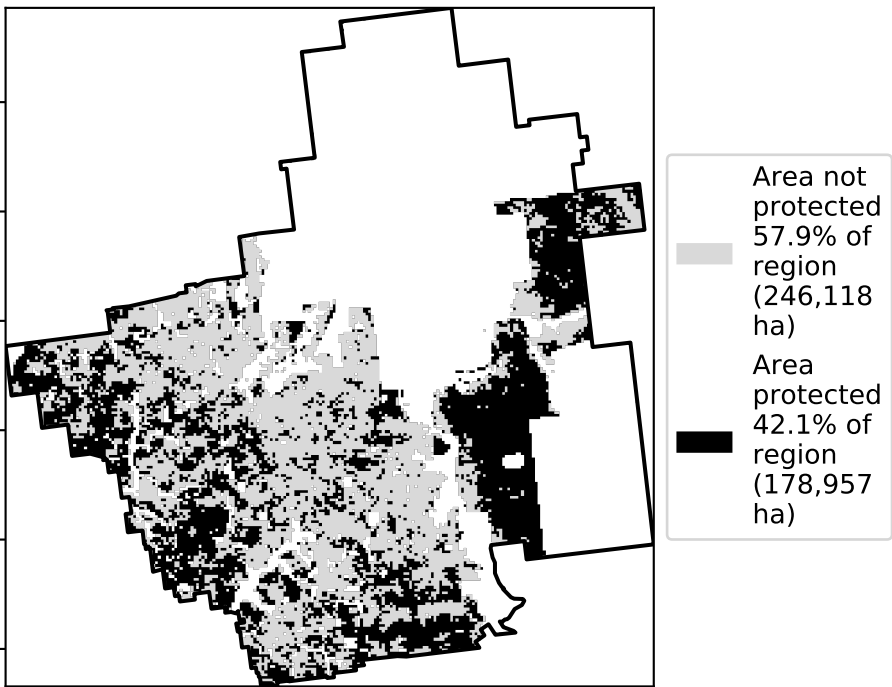 Area not
protected
57.9% of
region
(246,118
ha)
Area
protected
42.1% of
region
(178,957
ha)